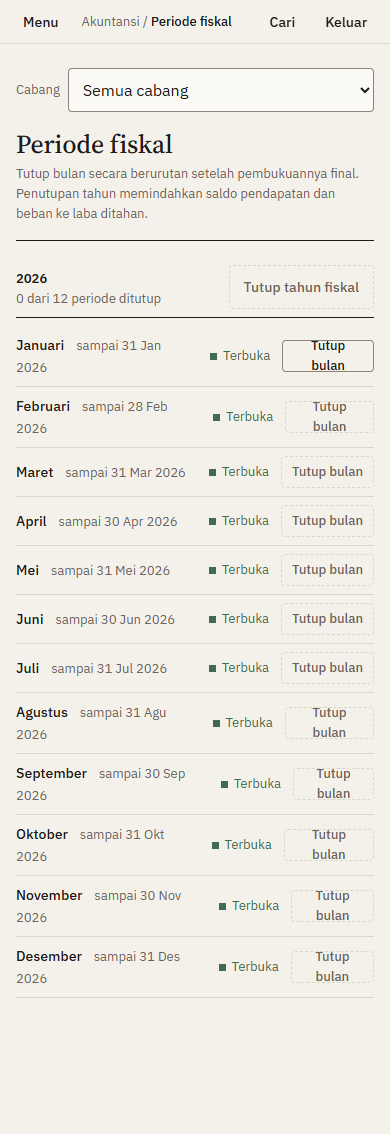 Menu Akuntansi / Periode fiskal Cari Keluar
Cabang Semua cabang
Periode fiskal
Tutup bulan secara berurutan setelah pembukuannya final.
Penutupan tahun memindahkan saldo pendapatan dan
beban ke laba ditahan.
2026
0 dari 12 periode ditutup
Tutup tahun fiskal
Januari sampai 31 Jan
2026
Terbuka
Tutup
bulan
Februari sampai 28 Feb
2026
Terbuka
Tutup
bulan
Maret sampai 31 Mar 2026 Terbuka Tutup bulan
April sampai 30 Apr 2026 Terbuka Tutup bulan
Mei sampai 31 Mei 2026 Terbuka Tutup bulan
Juni sampai 30 Jun 2026 Terbuka Tutup bulan
Juli sampai 31 Jul 2026 Terbuka Tutup bulan
Agustus sampai 31 Agu
2026
Terbuka
Tutup
bulan
September sampai 30 Sep
2026
Terbuka
Tutup
bulan
Oktober sampai 31 Okt
2026
Terbuka
Tutup
bulan
November sampai 30 Nov
2026
Terbuka
Tutup
bulan
Desember sampai 31 Des
2026
Terbuka
Tutup
bulan